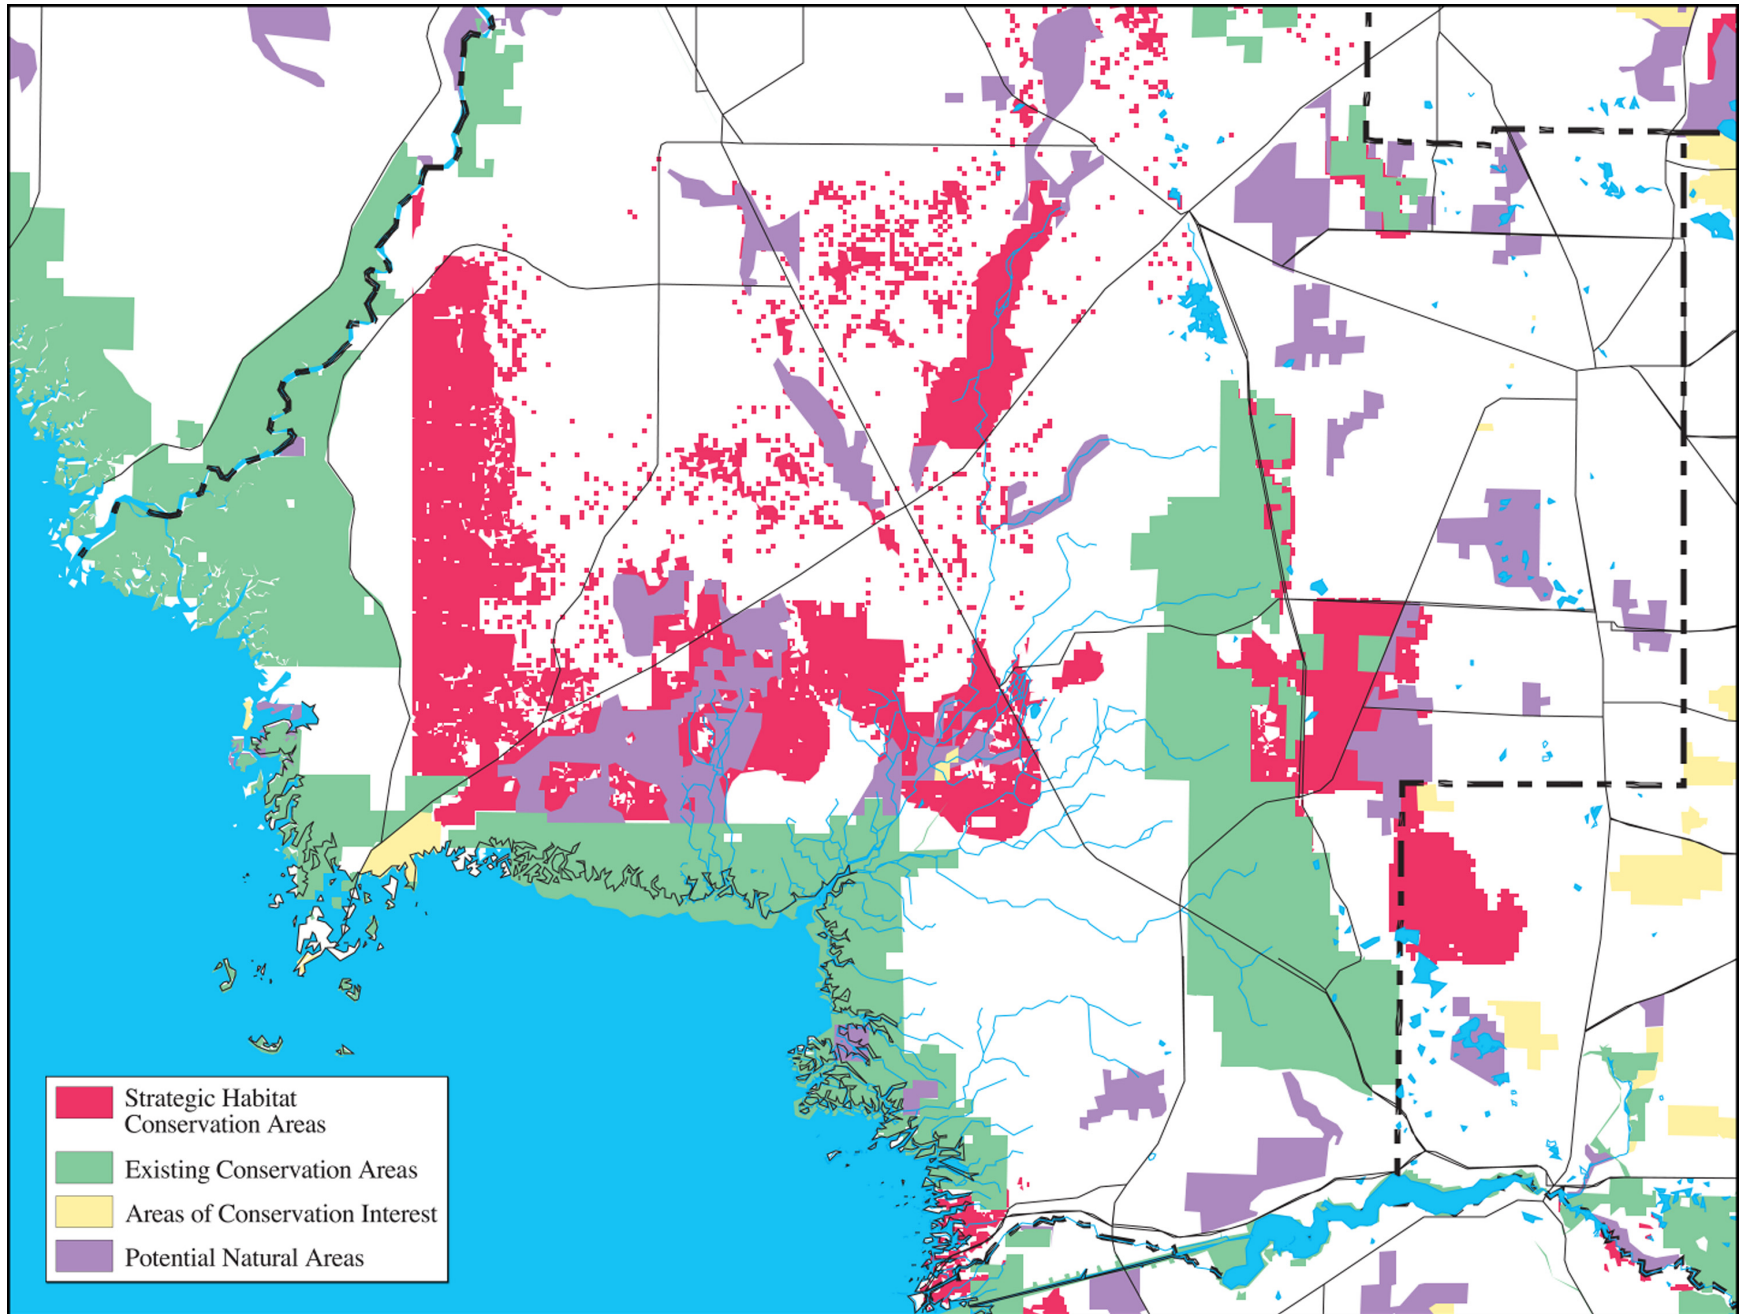 Strategic Habitat
Conservation Areas
Existing Conservation Areas
Areas of Conservation Interest
Potential Natural Areas